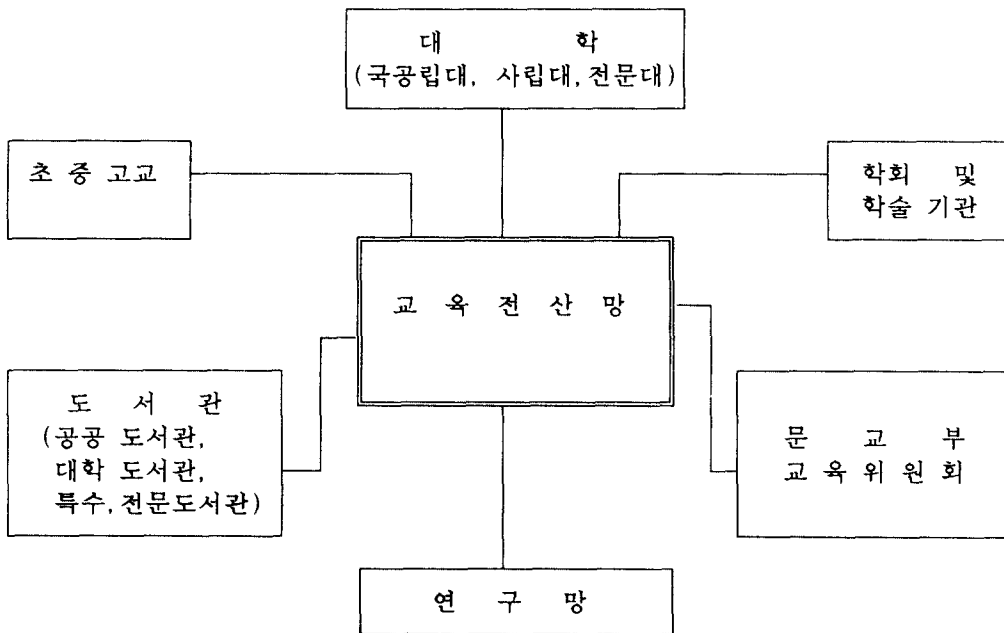 대 학
(국공립대, 사립대, 전문대)
초 중 고교
학회 및
학술 기관
교 육 전 산 망
도 서 관
(공공 도서관,
대학 도서관,
특수, 전문도서관)
문 교 부
교 육 위 원 회
연 구 망